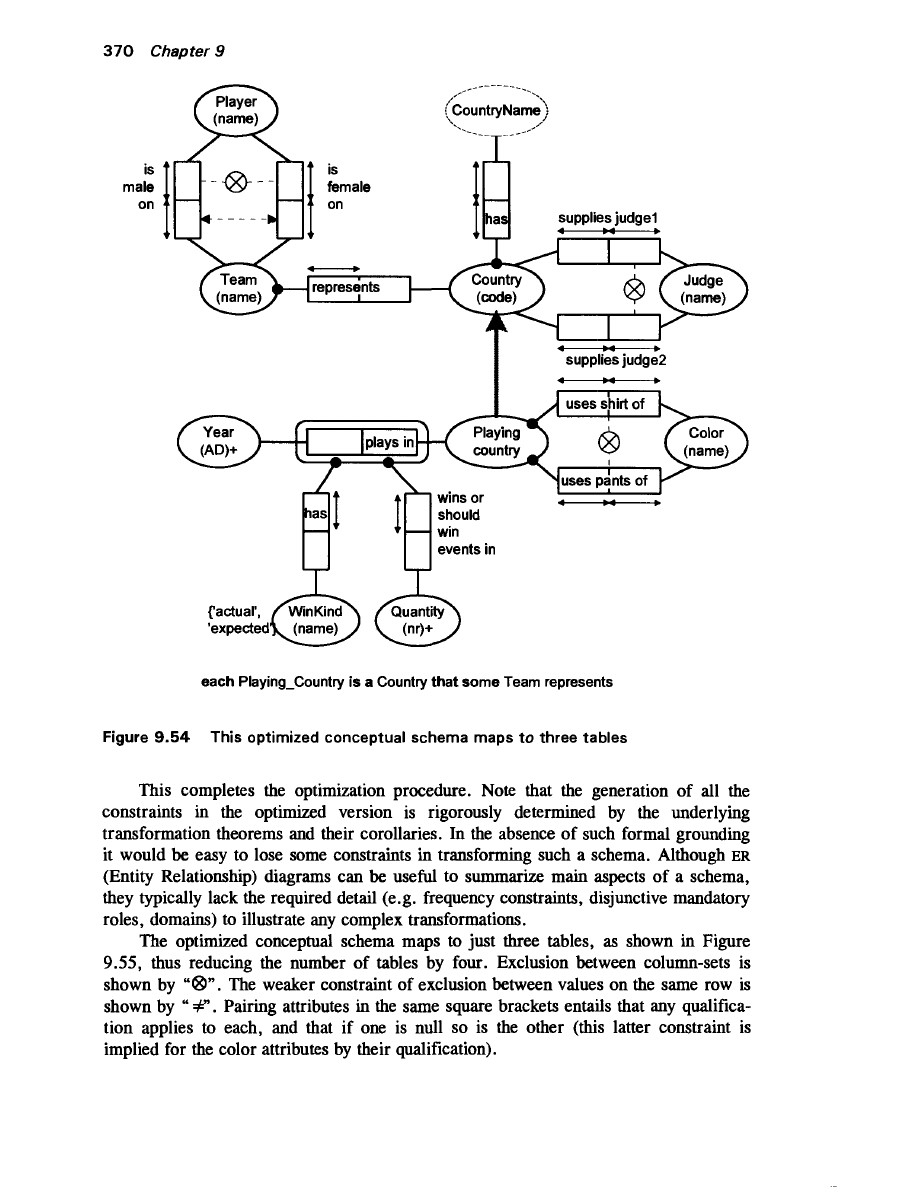 370 Chapter 9
Player
(name)
CountryName
is
male
on
is
female
on
has
supplies judge1
Team
(name)
represents
Country
(code)
Judge
(name)
supplies judge2
uses shirt of
Year
(AD)+
plays in
Playing
country
Color
(name)
uses pants of
has
wins or
should
win
events in
{'actual',
'expected'}
WinKind
(name)
Quantity
(nr)+
each Playing_Country is a Country that some Team represents
Figure 9.54 This optimized conceptual schema maps to three tables
This completes the optimization procedure. Note that the generation of all the
constraints in the optimized version is rigorously determined by the underlying
transformation theorems and their corollaries. In the absence of such formal grounding
it would be easy to lose some constraints in transforming such a schema. Although ER
(Entity Relationship) diagrams can be useful to summarize main aspects of a schema,
they typically lack the required detail (e.g. frequency constraints, disjunctive mandatory
roles, domains) to illustrate any complex transformations.
The optimized conceptual schema maps to just three tables, as shown in Figure
9.55, thus reducing the number of tables by four. Exclusion between column-sets is
shown by “⊗”. The weaker constraint of exclusion between values on the same row is
shown by “≠”. Pairing attributes in the same square brackets entails that any qualifica-
tion applies to each, and that if one is null so is the other (this latter constraint is
implied for the color attributes by their qualification).